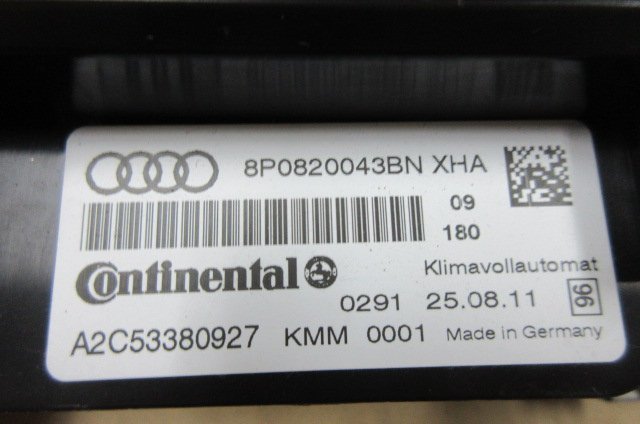 8P0820043BN XHA
09
180
Continental
Klimavollautomat
0291 25.08.11 96
A2C53380927 KMM 0001 Made in Germany